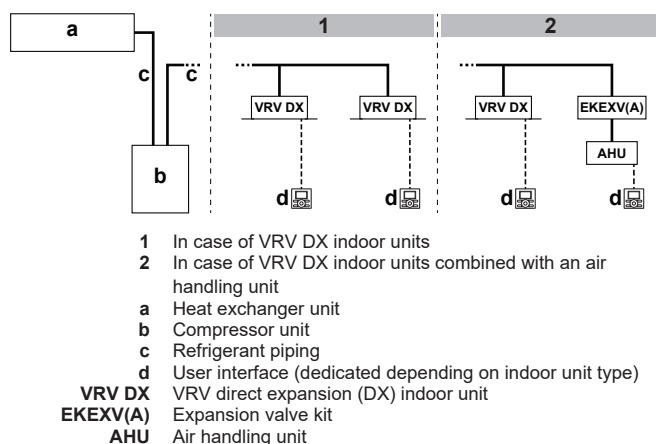 a
1
2
c
c
VRV DX
VRV DX
VRV DX
EKEXV(A)
AHU
b
d
d
d
d
1 In case of VRV DX indoor units
2 In case of VRV DX indoor units combined with an air
handling unit
a Heat exchanger unit
b Compressor unit
c Refrigerant piping
d User interface (dedicated depending on indoor unit type)
VRV DX VRV direct expansion (DX) indoor unit
EKEXV(A) Expansion valve kit
AHU Air handling unit